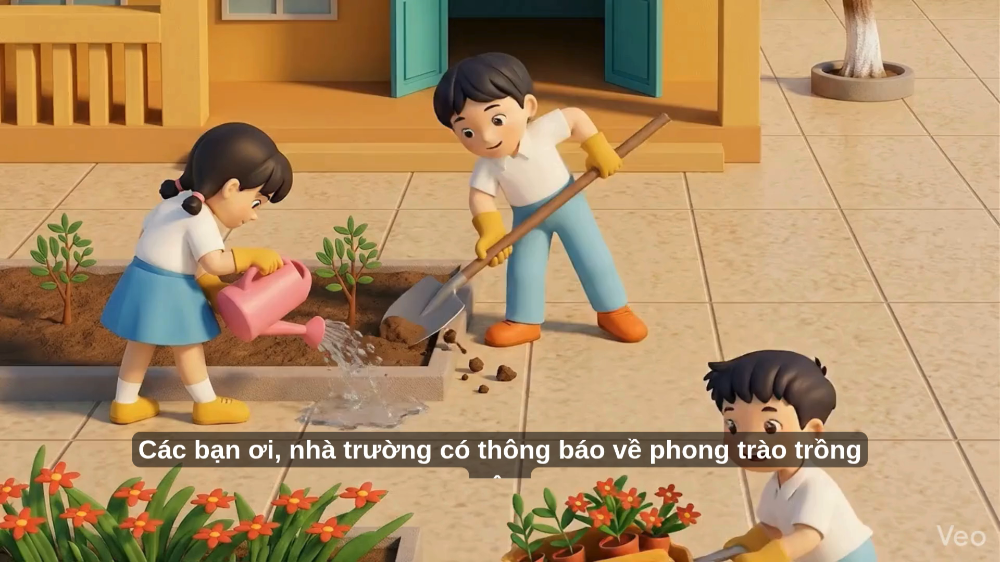 Các bạn ơi, nhà trường có thông báo về phong trào trồng
Veo